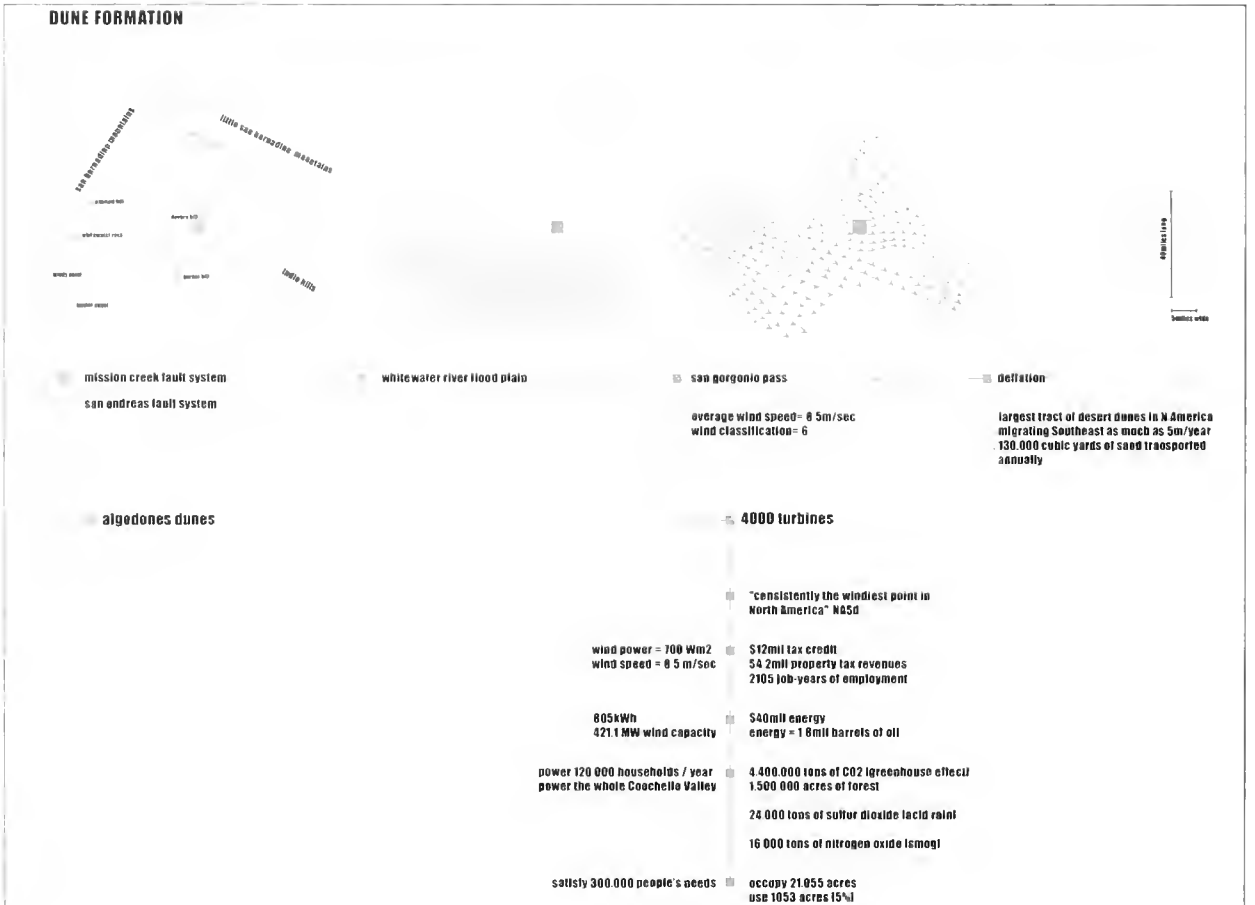 DUNE FORMATION
san bernadino mountains
little san bernadino mountains
indio hills
40miles long
5miles wide
mission creek fault system
san andreas fault system
whitewater river flood plain
san gorgonio pass
average wind speed= 8 5m/sec
wind classification= 6
deflation
largest tract of desert dunes in N America
migrating Southeast as much as 5m/year
130.000 cubic yards of sand transported
annually
algodones dunes
4000 turbines
"consistently the windiest point in
North America" NASA
wind power = 700 Wm2
wind speed = 8 5 m/sec
$12mil tax credit
$4 2mil property tax revenues
2105 job-years of employment
805kWh
421.1 MW wind capacity
$40mil energy
energy = 1 8mil barrels of oil
power 120 000 households / year
power the whole Coachella Valley
4.400.000 tons of CO2 (greenhouse effect)
1.500 000 acres of forest
24 000 tons of sulfur dioxide (acid rain)
16 000 tons of nitrogen oxide (smog)
satisfy 300.000 people's needs
occupy 21.055 acres
use 1053 acres (5%)